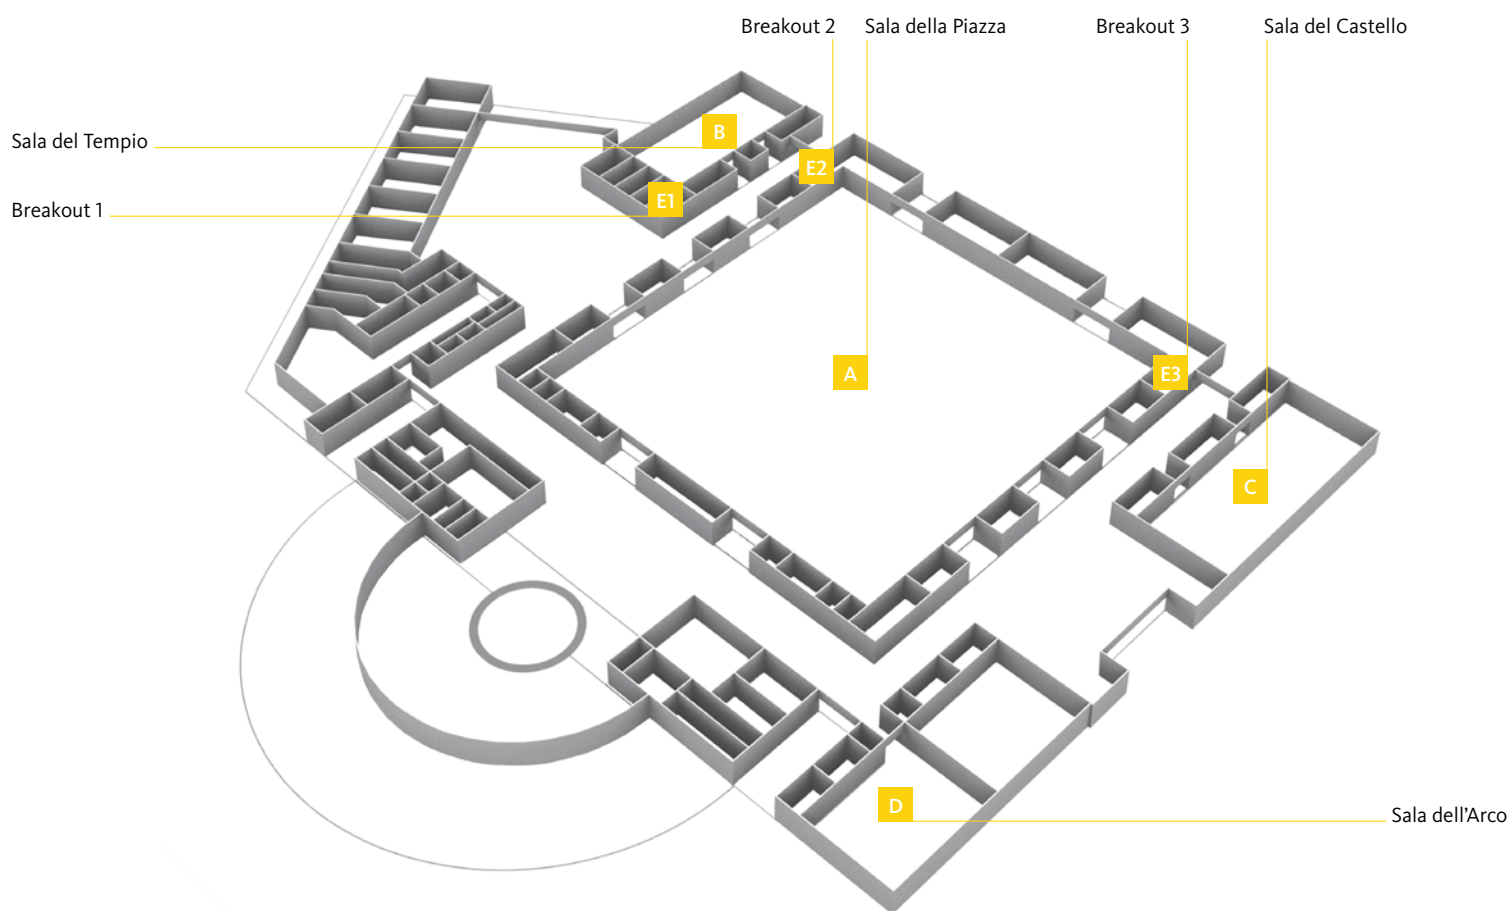 Breakout 2
Sala della Piazza
Breakout 3
Sala del Castello
Sala del Tempio
B
E2
Breakout 1
E1
A
E3
C
D
Sala dell'Arco